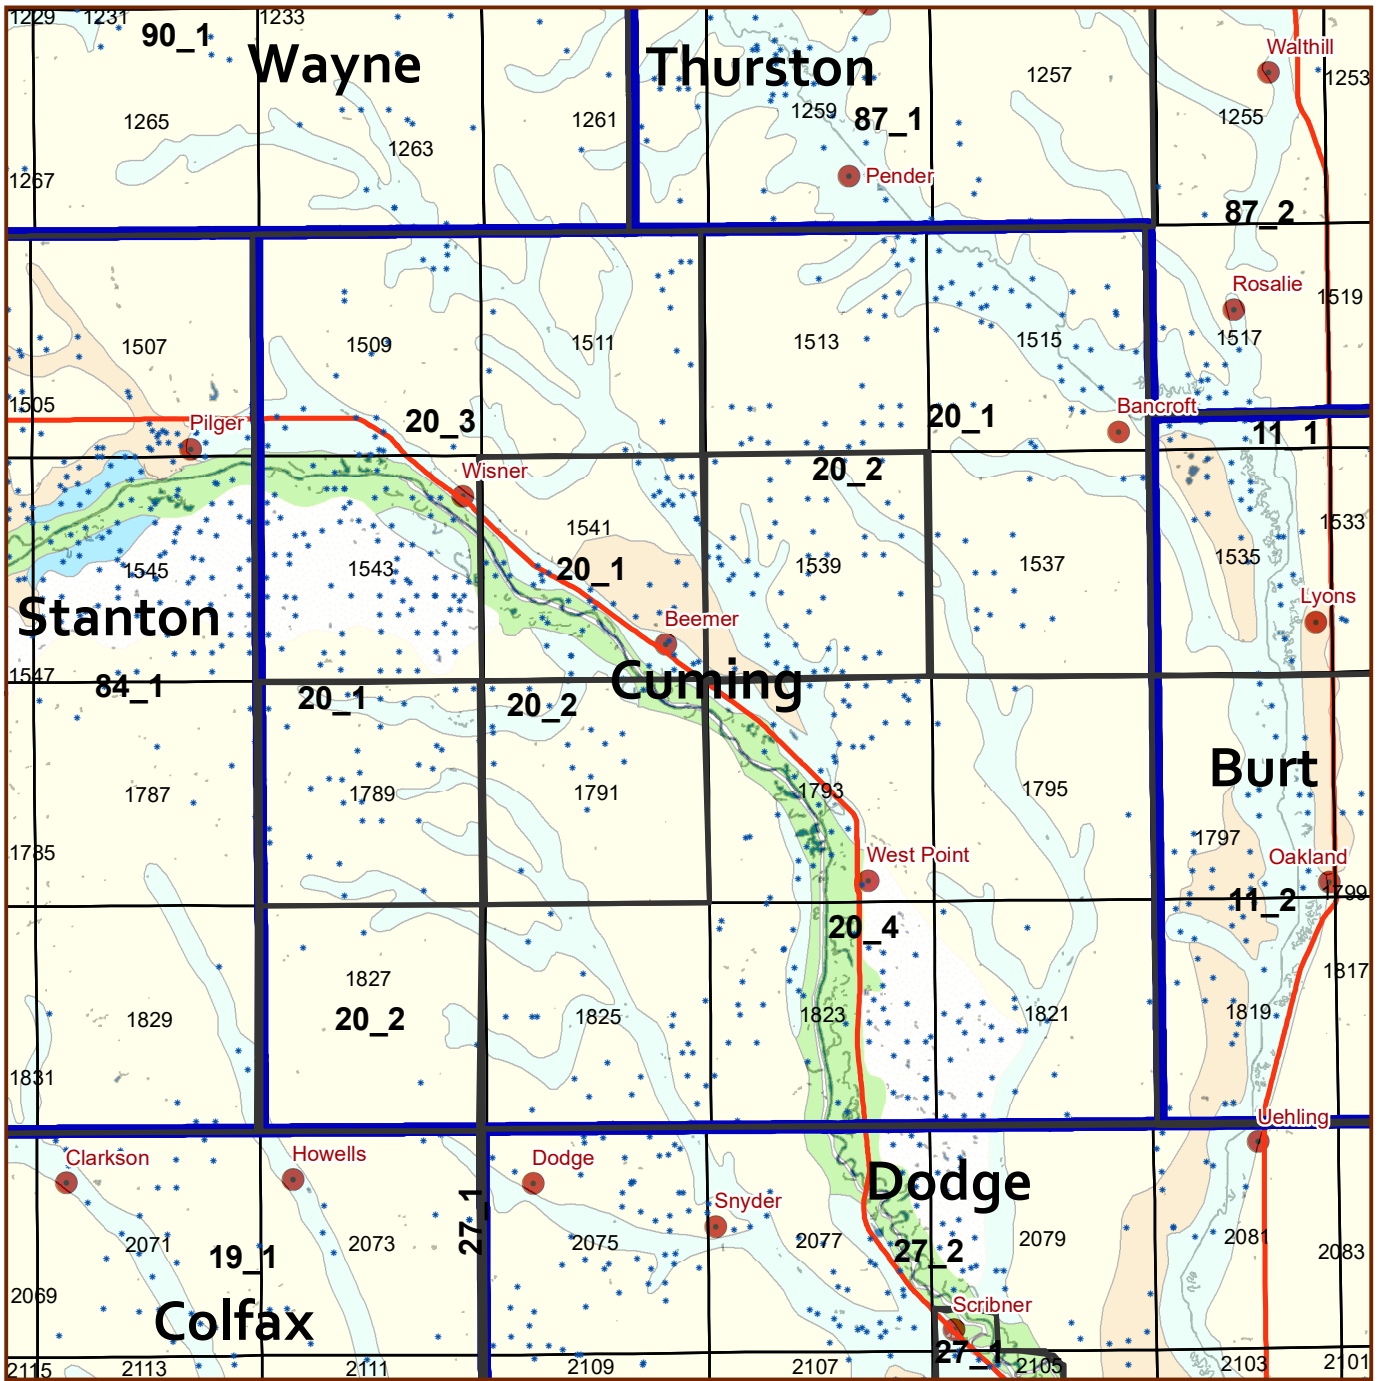 1229 1231 1233
90_1
Wayne Thurston
Walthill
1257 1253
1265 1261 1259 87_1 1255
1263
1267 Pender
87_2
Rosalie
1519
1507 1509 1511 1513 1515 1517
1505
Pilger 20_3 20_1 Bancroft
11_1
Wisner 20_2
1541 1533
1545 1543 20_1 1539 1537 1535
Stanton Beemer Lyons
1547 84_1 20_1 20_2 Cuming
Burt
1787 1789 1791 1793 1795
1797
1785 West Point Oakland
1799
11_2
20_4
1827 1817
1829 20_2 1825 1823 1821 1819
1831
Uehling
Clarkson Howells Dodge Dodge
Snyder
27_1
2071 19_1 2073 2075 2077 27_2 2079 2081 2083
2069
Colfax Scribner
27_1
2115 2113 2111 2109 2107 2105 2103 2101